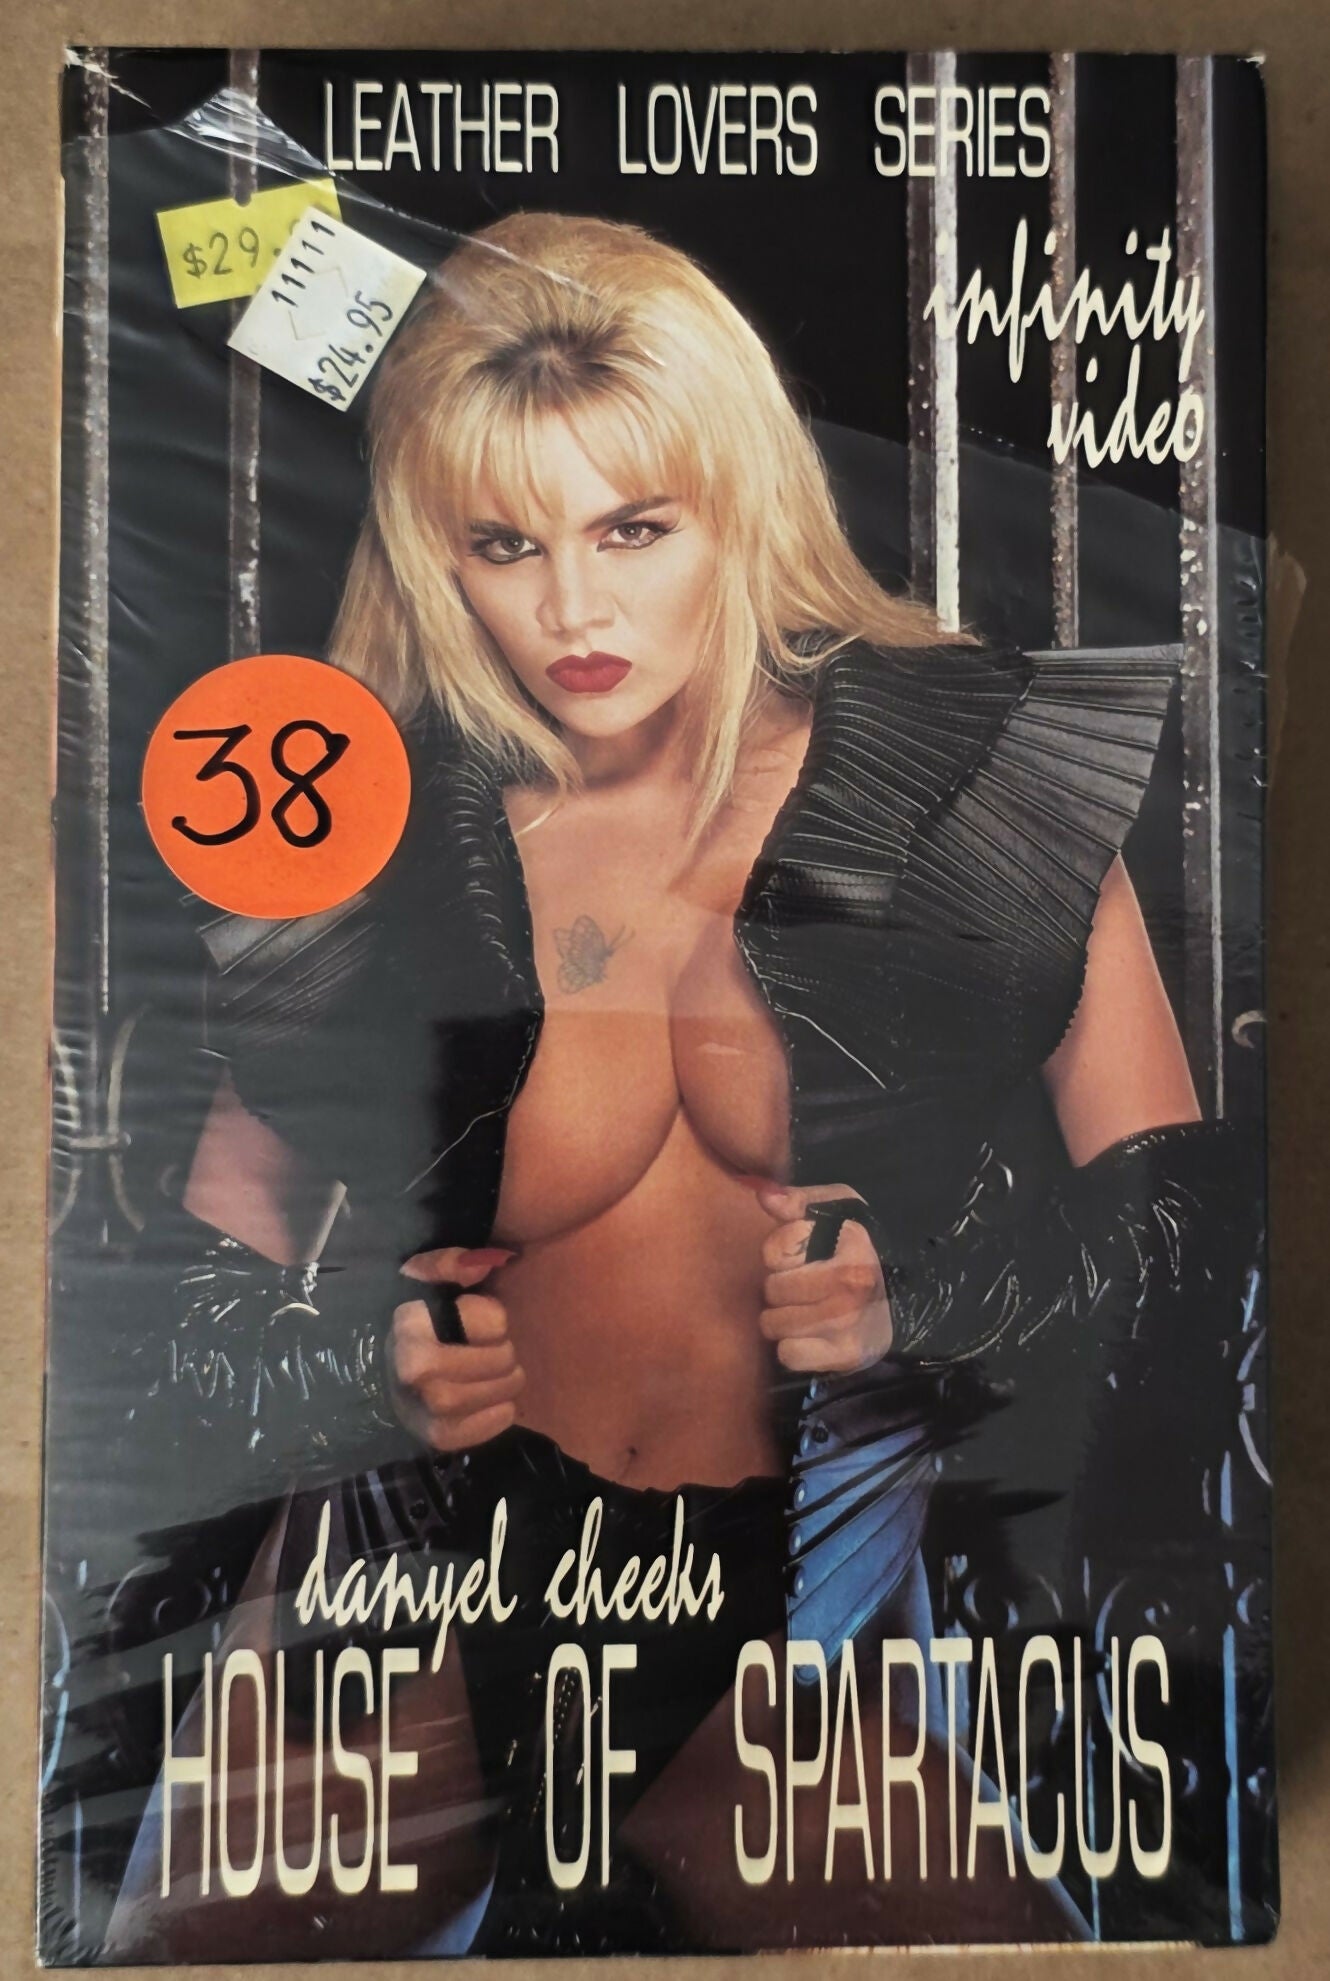 LEATHER LOVERS SERIES
$29.
11111
$24.95
infinity
video
38
danyel cheeks
HOUSE OF SPARTACUS